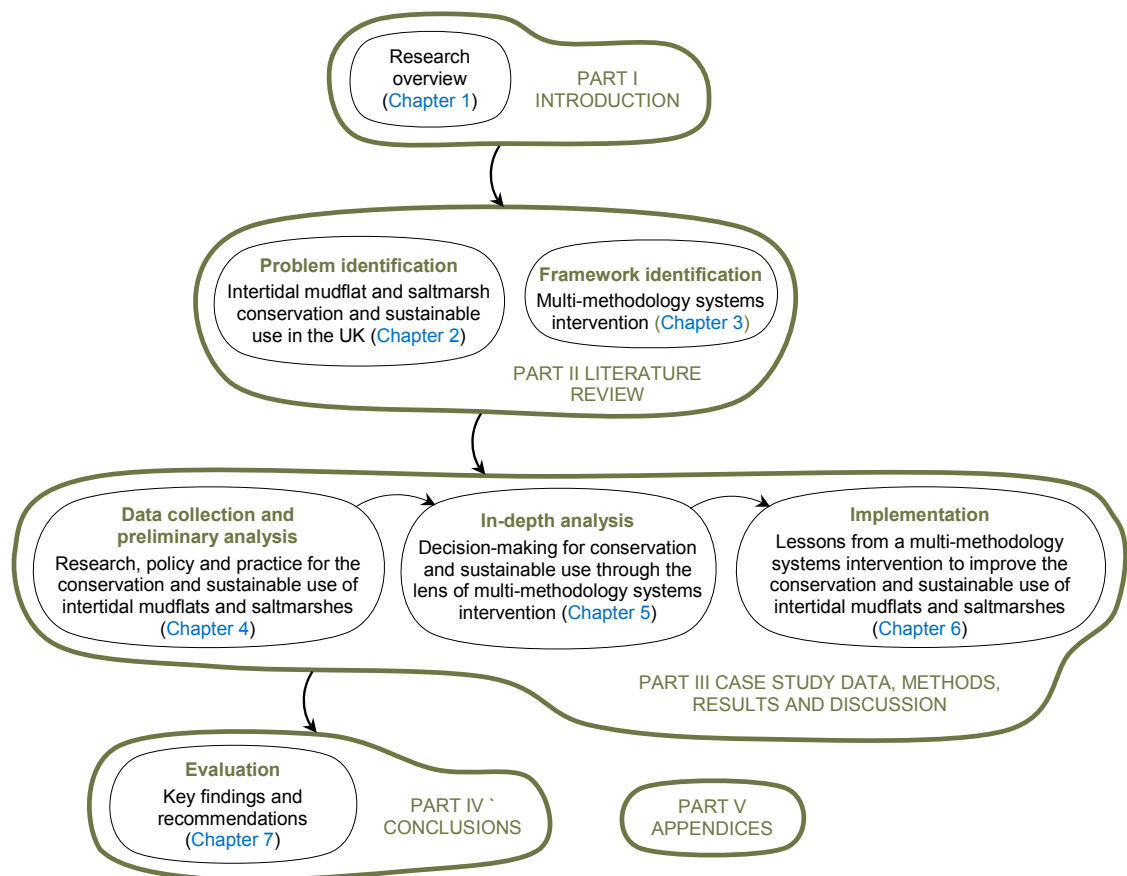 Research
overview
(Chapter 1)
PART I
INTRODUCTION
Problem identification
Intertidal mudflat and saltmarsh
conservation and sustainable
use in the UK (Chapter 2)
Framework identification
Multi-methodology systems
intervention (Chapter 3)
PART II LITERATURE
REVIEW
Data collection and
preliminary analysis
Research, policy and practice for the
conservation and sustainable use of
intertidal mudflats and saltmarshes
(Chapter 4)
In-depth analysis
Decision-making for conservation
and sustainable use through the
lens of multi-methodology systems
intervention (Chapter 5)
Implementation
Lessons from a multi-methodology
systems intervention to improve the
conservation and sustainable use of
intertidal mudflats and saltmarshes
(Chapter 6)
PART III CASE STUDY DATA, METHODS,
RESULTS AND DISCUSSION
Evaluation
Key findings and
recommendations
(Chapter 7)
PART IV `
CONCLUSIONS
PART V
APPENDICES